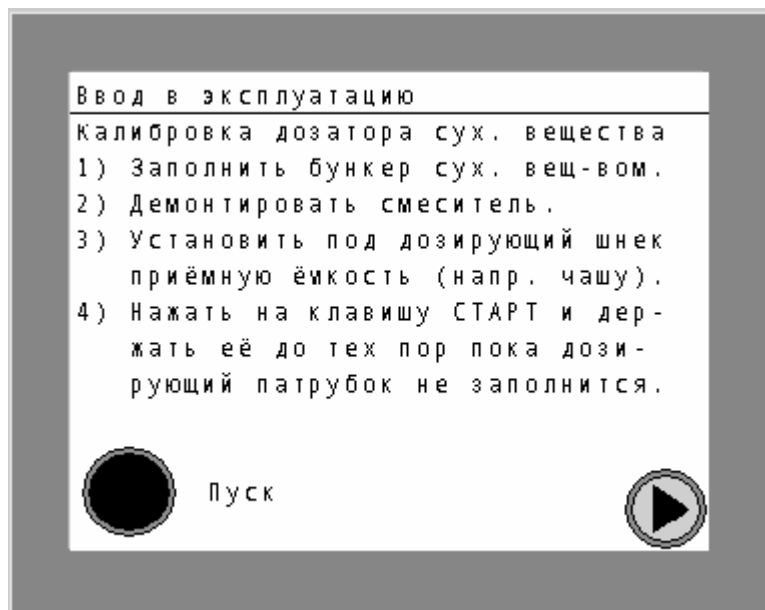 Ввод в эксплуатацию
Калибровка дозатора сух. вещества
1) Заполнить бункер сух. вещ-вом.
2) Демонтировать смеситель.
3) Установить под дозирующий шнек
приёмную ёмкость (напр. чашу).
4) Нажать на клавишу СТАРТ и дер-
жать её до тех пор пока дози-
рующий патрубок не заполнится.
Пуск